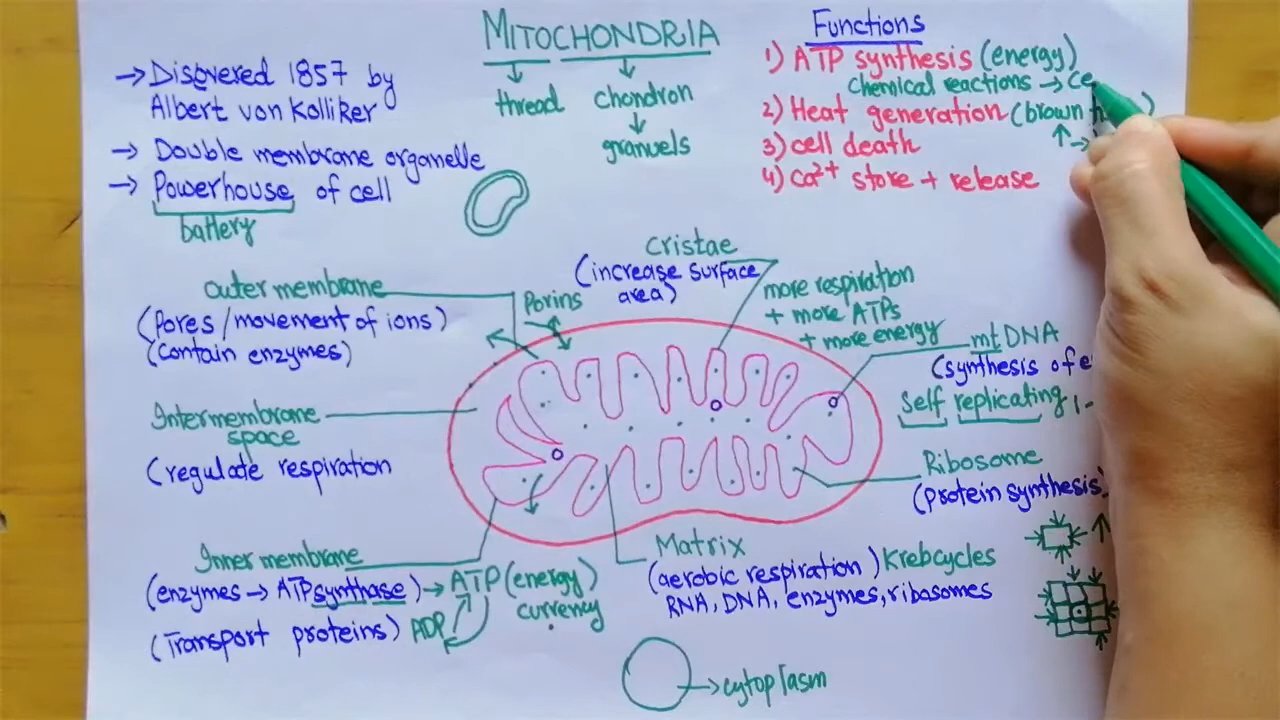 MITOCHONDRIA
thread
chondron
granuels
→ Discovered 1857 by
Albert von Kolliker
→ Double membrane organelle
→ Powerhouse of cell
battery
Functions
1) ATP synthesis (energy)
Chemical reactions → Ce
2) Heat generation (brown
3) cell death
4) Ca2+ store + release
Outer membrane
(Pores/movement of ions)
(contain enzymes)
Porins
cristae
(increase surface
area)
more respiration
+ more ATPs
+ more energy
mtDNA
(synthesis of e
Self replicating
Intermembrane
space
(regulate respiration
Ribosome
(protein synthesis)
Inner membrane
(enzymes → ATPsynthase) → ATP (energy)
currency
(Transport proteins) ADP
Matrix
(aerobic respiration) Krebcycles
RNA, DNA, enzymes, ribosomes
→ cytoplasm